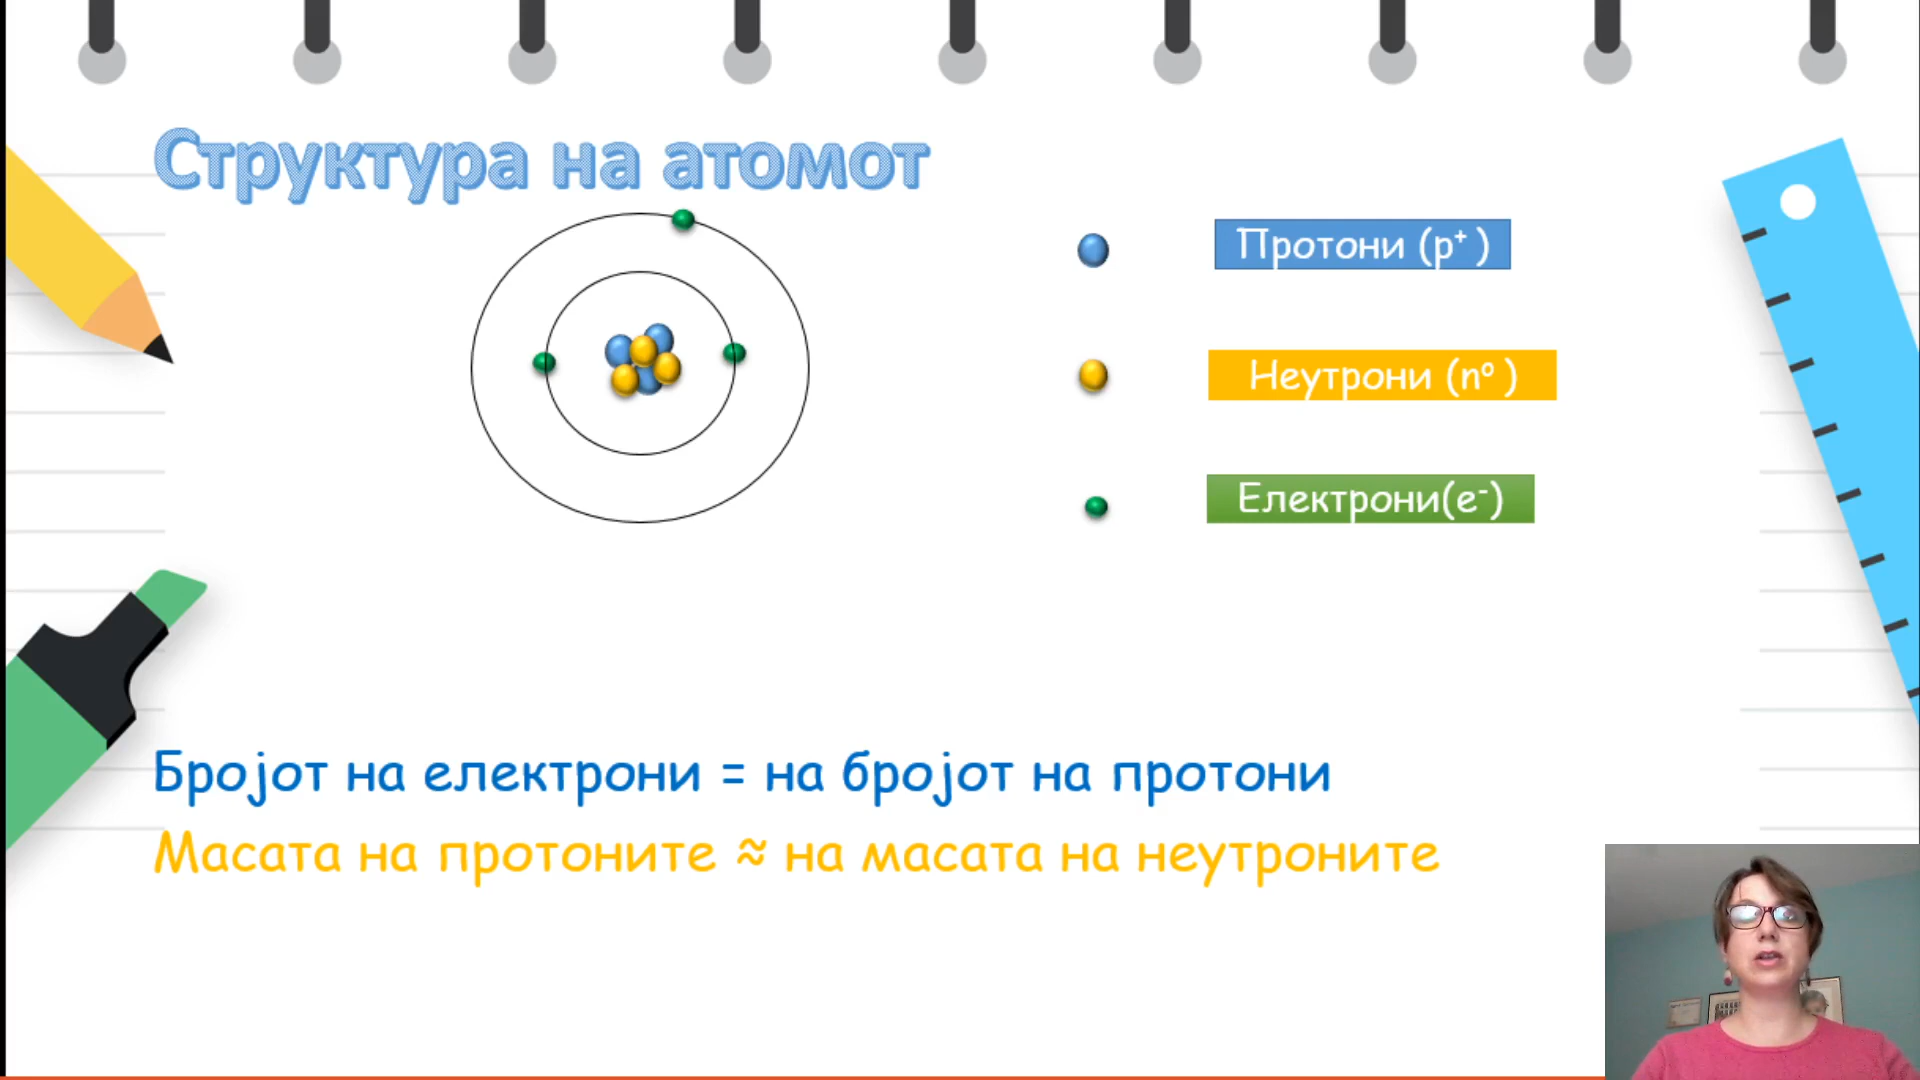 Структура на атомот
Протони (p⁺ )
Неутрони (nᵒ )
Електрони(e⁻)
Бројот на електрони = на бројот на протони
Масата на протоните ≈ на масата на неутроните